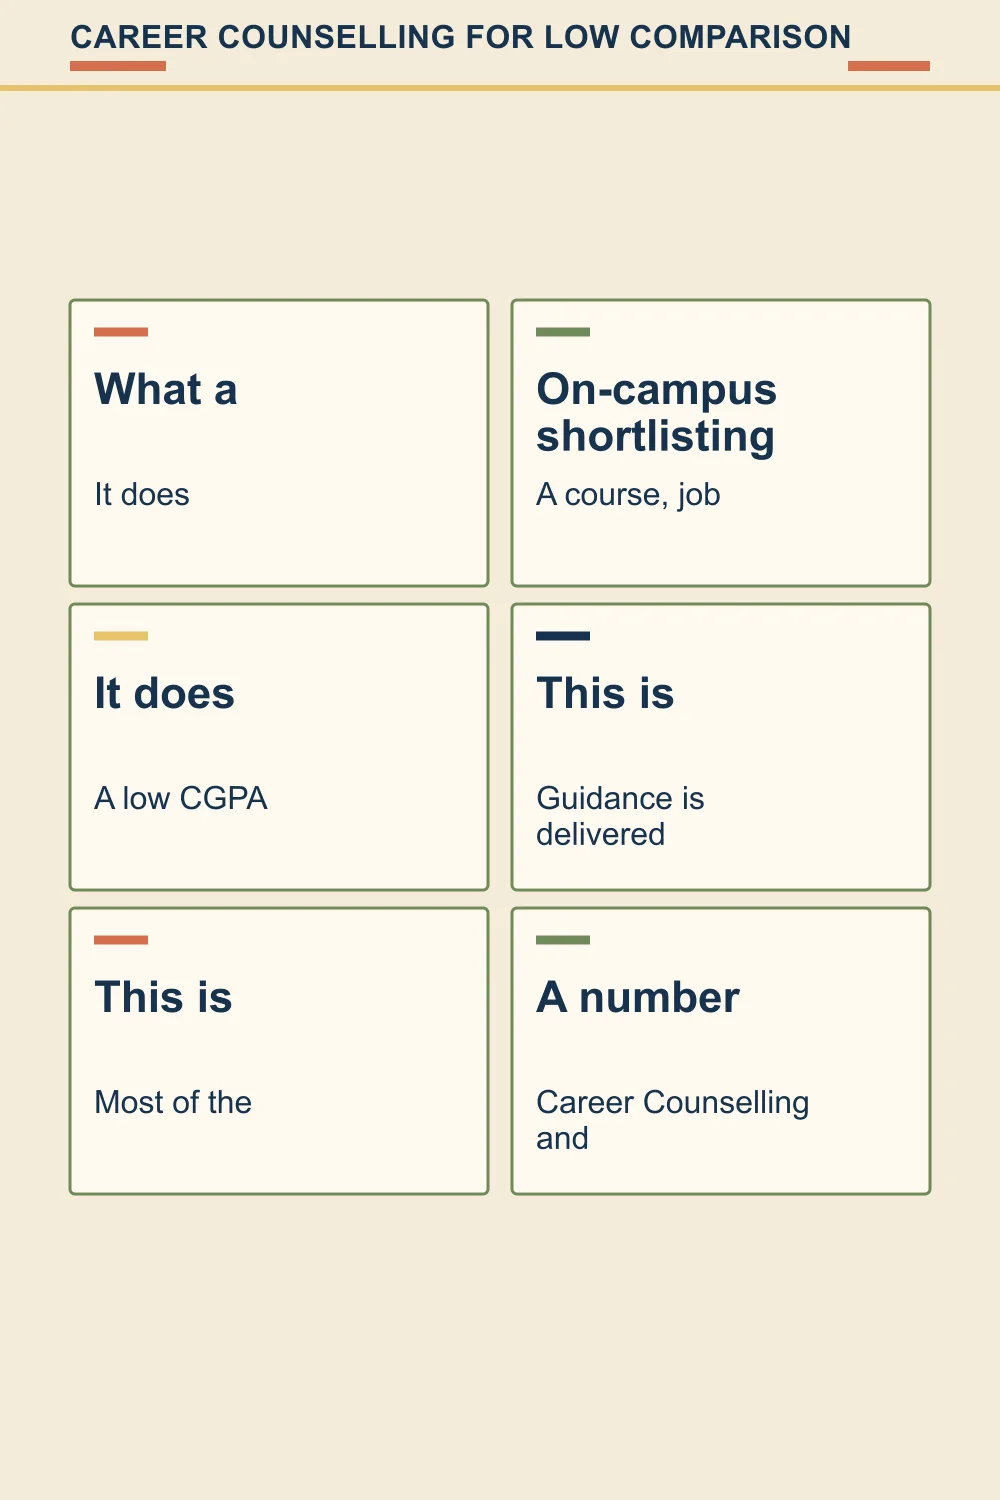 CAREER COUNSELLING FOR LOW COMPARISON
What a
It does
On-campus
shortlisting
A course, job
It does
A low CGPA
This is
Guidance is
delivered
This is
Most of the
A number
Career Counselling
and